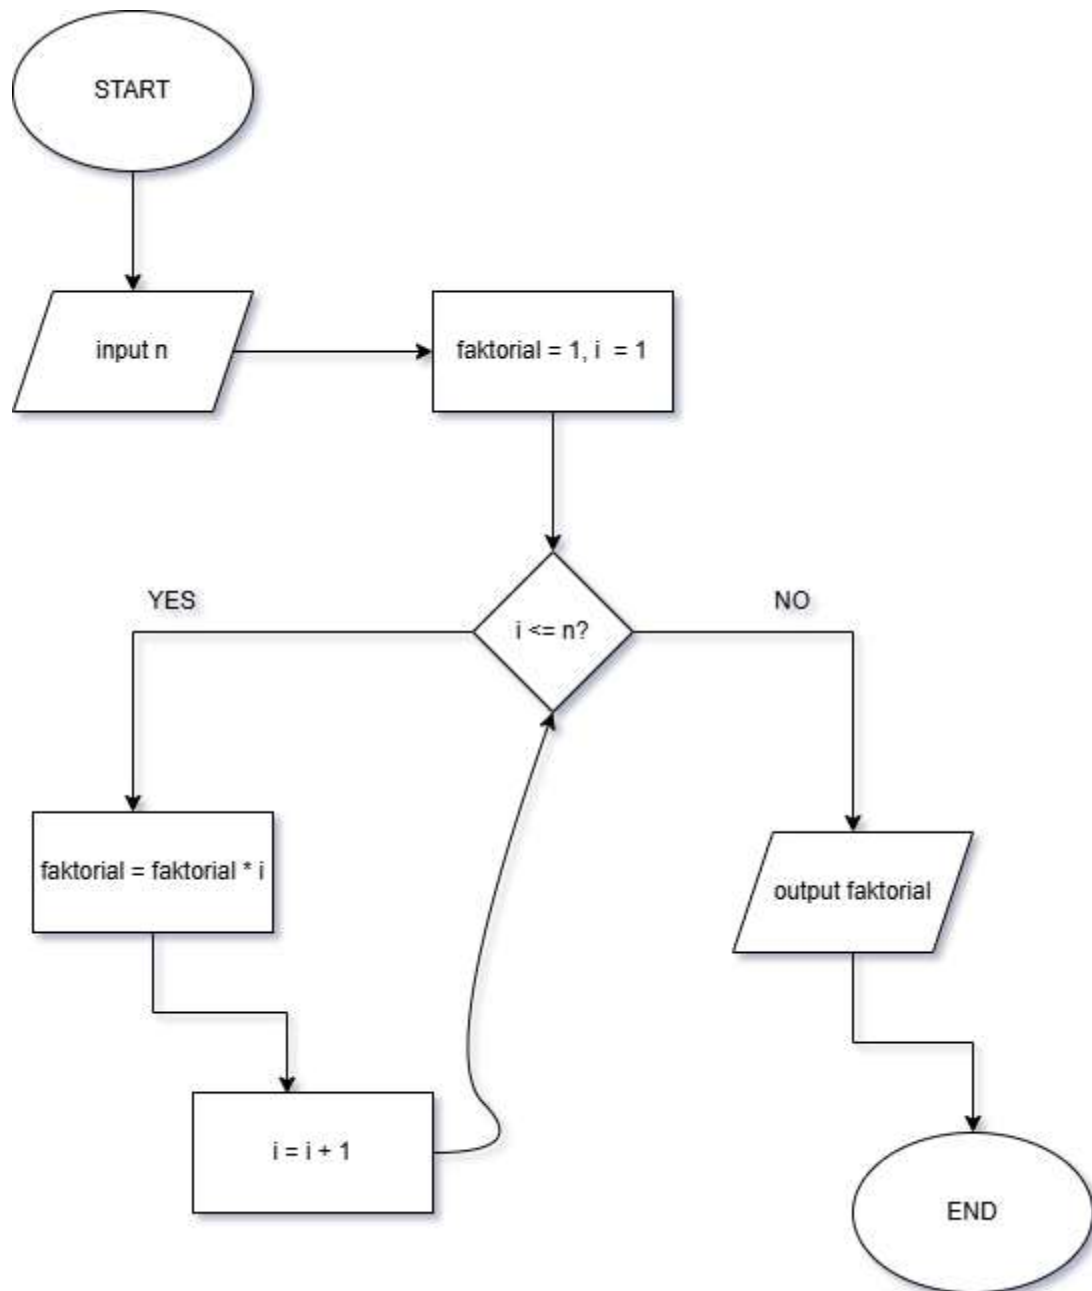 START
input n
faktorial = 1, i  = 1
i <= n?
YES
NO
faktorial = faktorial * i
output faktorial
i = i + 1
END